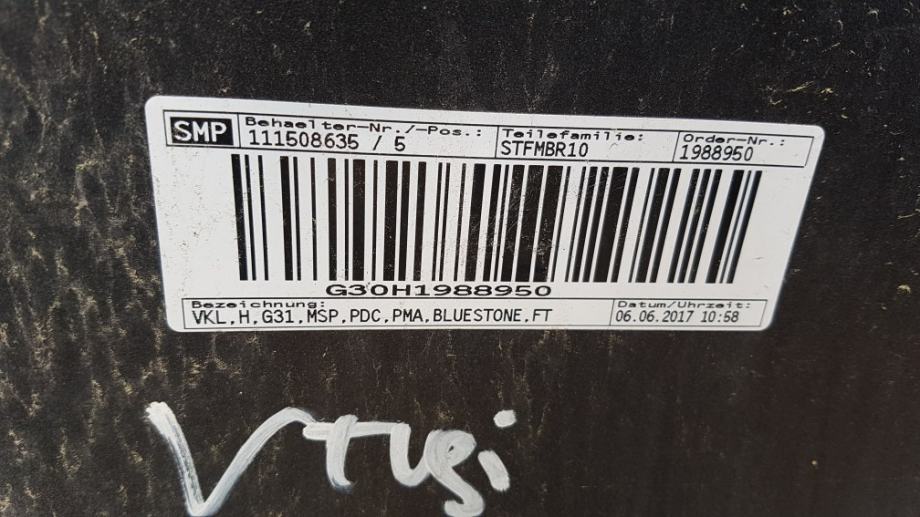 SMP
Behaelter-Nr./-Pos.:
111508635 / 5
Teilefamilie:
STFMBR10
Order-Nr.:
1988950
G30H1988950
Bezeichnung:
VKL,H,G31,MSP,PDC,PMA,BLUESTONE,FT
Datum/Uhrzeit:
06.06.2017 10:58